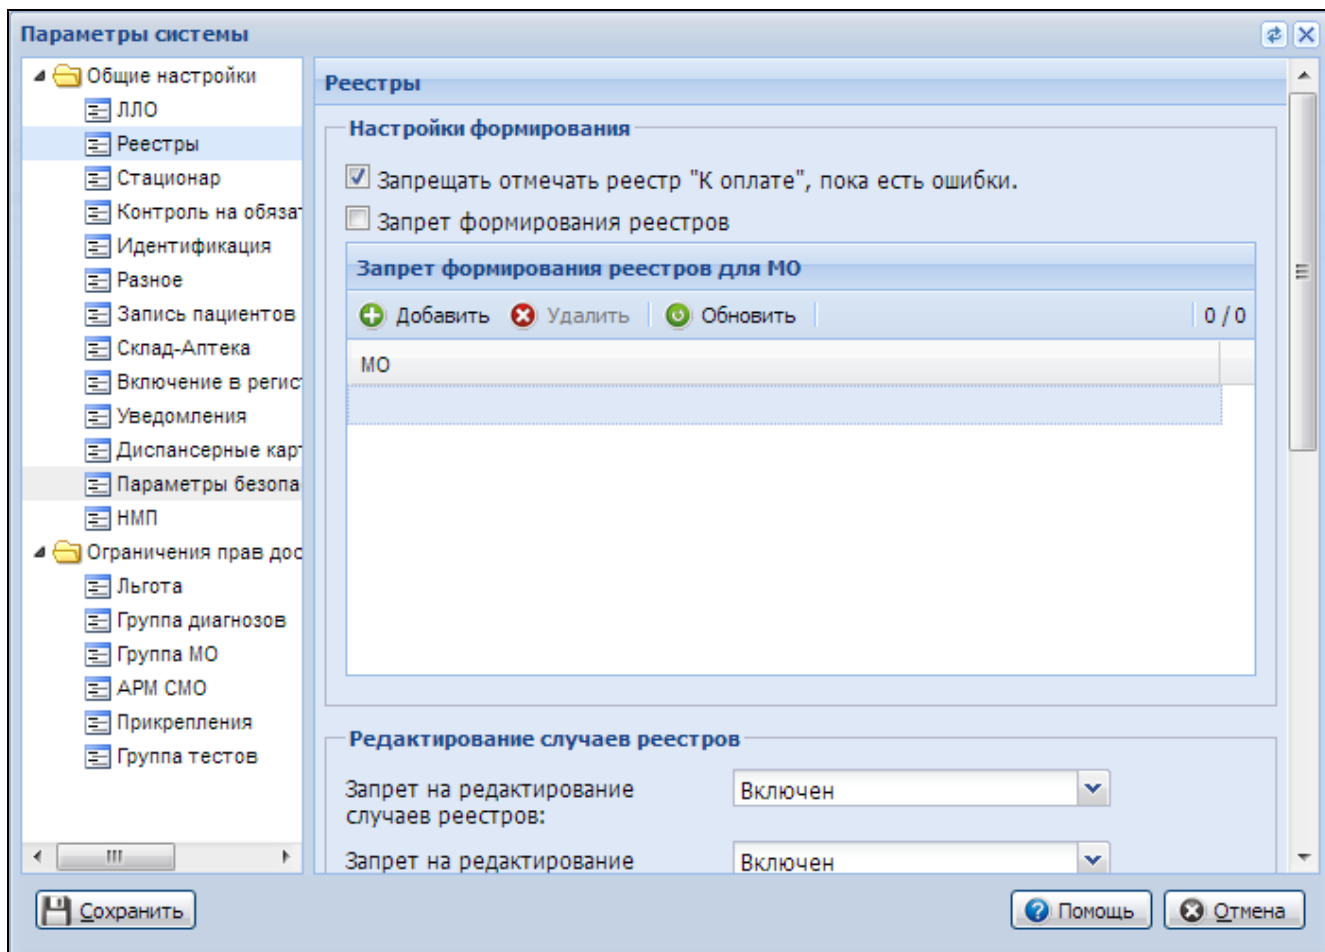 Параметры системы
Общие настройки
ЛЛО
Реестры
Стационар
Контроль на обязат
Идентификация
Разное
Запись пациентов
Склад-Аптека
Включение в регис
Уведомления
Диспансерные карт
Параметры безопа
НМП
Ограничения прав дос
Льгота
Группа диагнозов
Группа МО
АРМ СМО
Прикрепления
Группа тестов
Реестры
Настройки формирования
Запрещать отмечать реестр "К оплате", пока есть ошибки.
Запрет формирования реестров
Запрет формирования реестров для МО
Добавить Удалить Обновить 0 / 0
МО
Редактирование случаев реестров
Запрет на редактирование
случаев реестров:
Включен
Запрет на редактирование
Включен
Сохранить Помощь Отмена